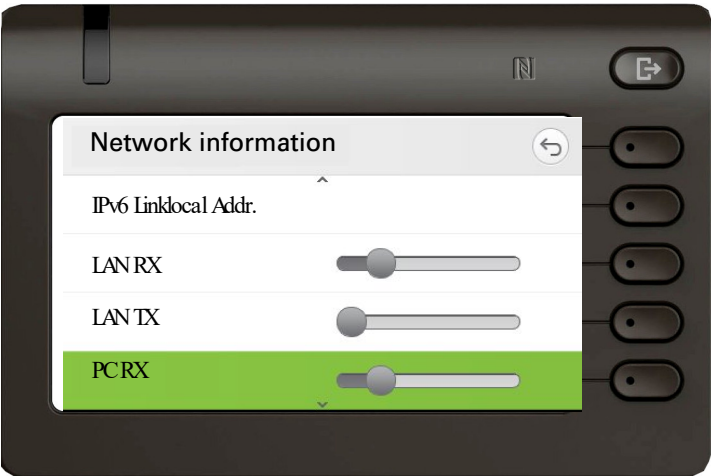 Network information
IPv6 Linklocal Addr.
LAN RX
LAN TX
PC RX